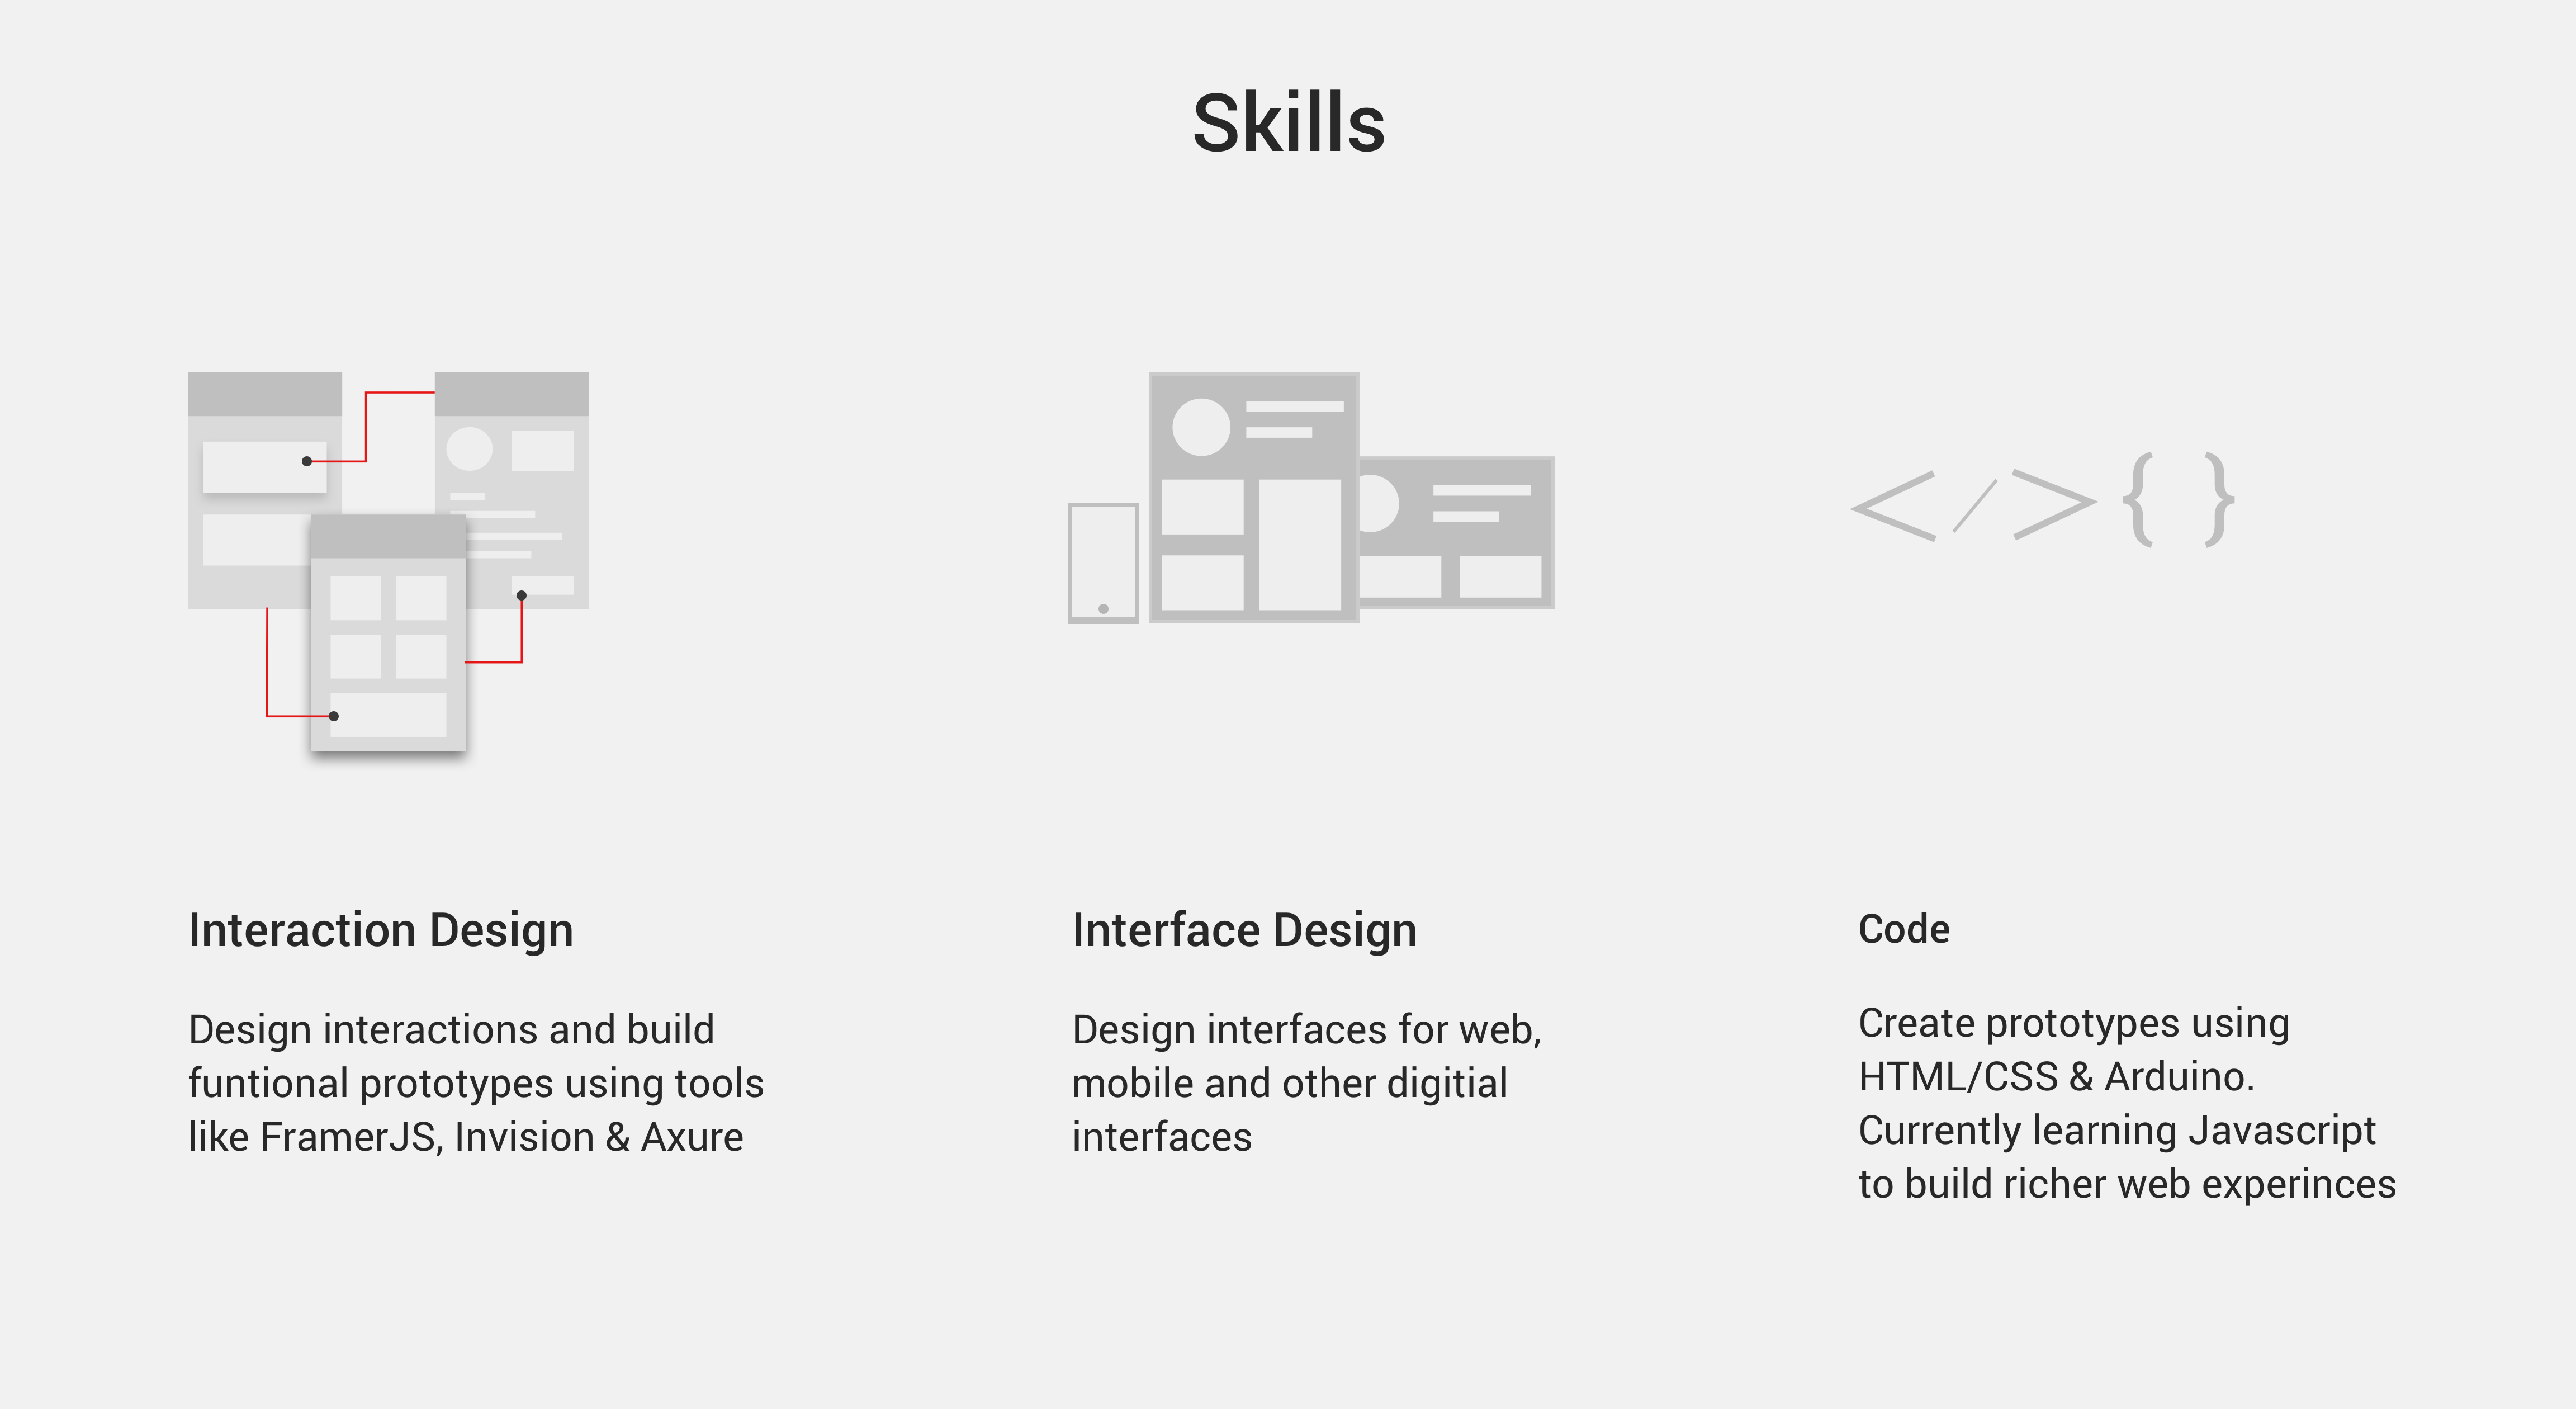 Skills
</> { }
Interaction Design
Design interactions and build
funtional prototypes using tools
like FramerJS, Invision & Axure
Interface Design
Design interfaces for web,
mobile and other digitial
interfaces
Code
Create prototypes using
HTML/CSS & Arduino.
Currently learning Javascript
to build richer web experinces